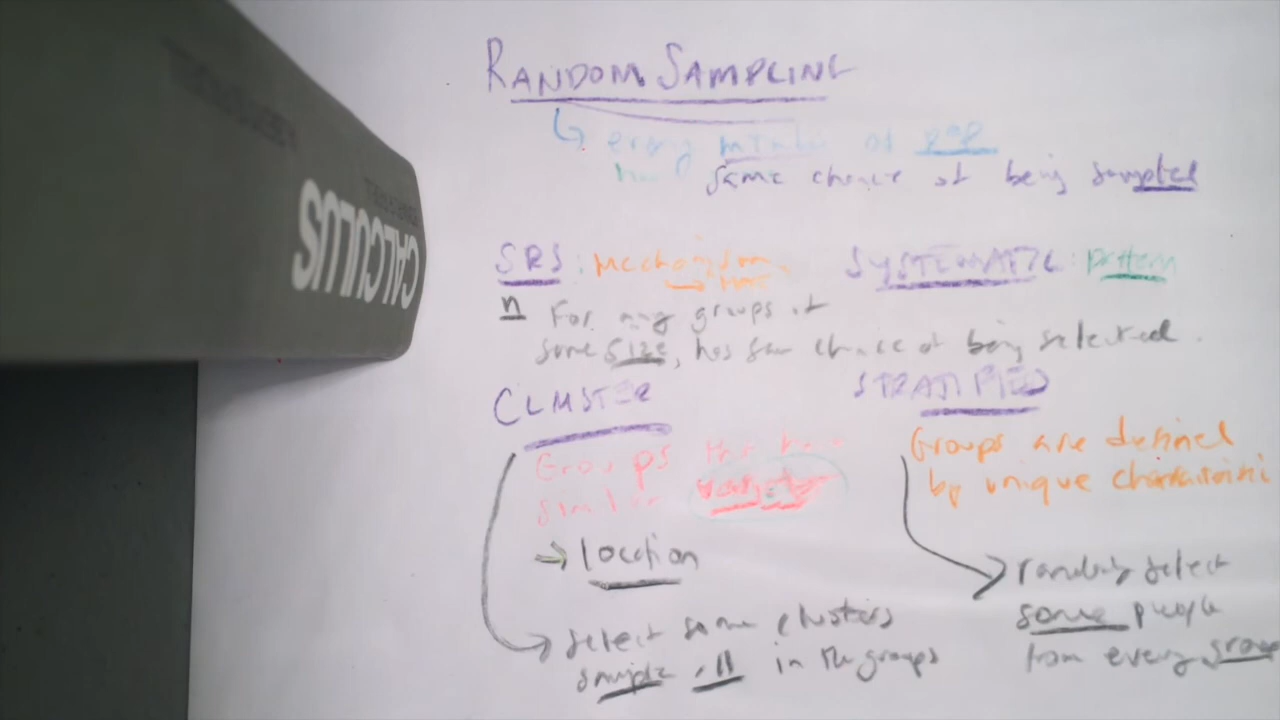 CALCULUS
RANDOM SAMPLING
every member of pop
same chance of being sampled
SRS: Mechanism
SYSTEMATIC: pattern
n For any groups of
same size, has same chance of being selected.
CLUSTER
Groups that have
similar
→ location
select some clusters
sample all in the groups
STRATIFIED
Groups are defined
by unique
randomly select
some people
from every group